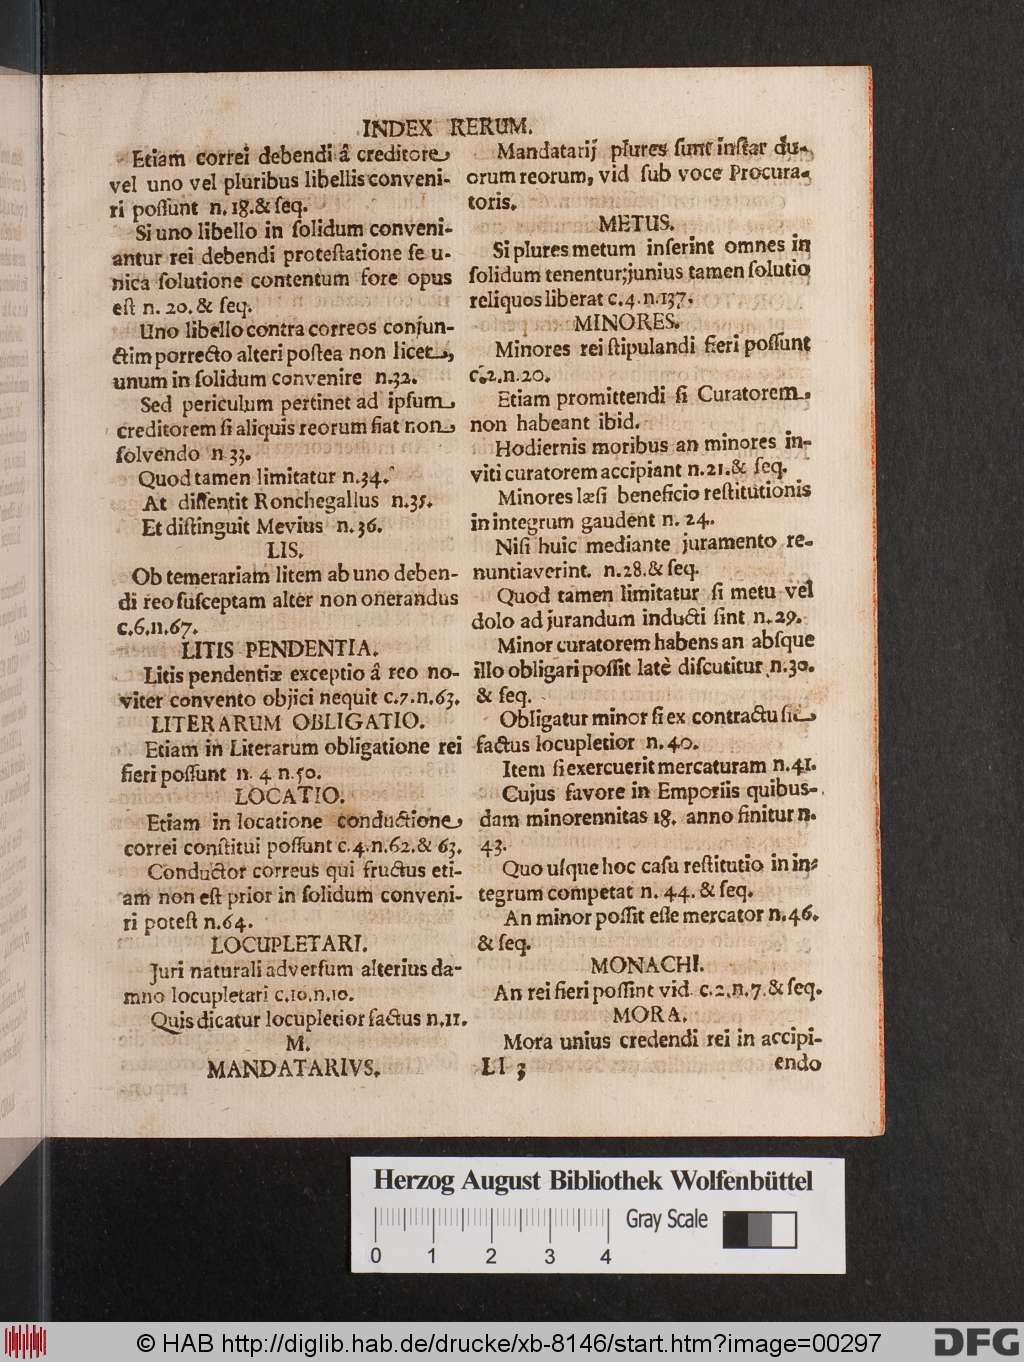 INDEX RERUM.
Etiam correi debendi â creditore
vel uno vel pluribus libellis conveni-
ri poſſunt n. 18. & ſeq.
Si uno libello in ſolidum conveni-
antur rei debendi proteſtatione ſe u-
nica ſolutione contentum fore opus
eſt n. 20. & ſeq.
Uno libello contra correos conjun-
ctim porrecto alteri poſtea non licet,
unum in ſolidum convenire n.32.
Sed periculum pertinet ad ipſum
creditorem ſi aliquis reorum fiat non
ſolvendo n 33.
Quod tamen limitatur n.34.
At diſſentit Ronchegallus n.35.
Et diſtinguit Mevius n.36.
LIS.
Ob temerariam litem ab uno deben-
di reo ſuſceptam alter non onerandus
c.6.n.67.
LITIS PENDENTIA.
Litis pendentiæ exceptio â reo no-
viter convento objici nequit c.7.n.63.
LITERARUM OBLIGATIO.
Etiam in Literarum obligatione rei
fieri poſſunt n. 4 n.50.
LOCATIO.
Etiam in locatione conductione
correi conſtitui poſſunt c.4.n.62.& 63.
Conductor correus qui fructus eti-
am non eſt prior in ſolidum conveni-
ri poteſt n.64.
LOCUPLETARI.
Juri naturali adverſum alterius da-
mno locupletari c.10.n.10.
Quis dicatur locupletior factus n.11.
M.
MANDATARIVS.
Mandatarij plures ſunt inſtar du-
orum reorum, vid ſub voce Procura-
toris.
METUS.
Si plures metum inferint omnes in
ſolidum tenentur;junius tamen ſolutio
reliquos liberat c.4.n.137.
MINORES.
Minores rei ſtipulandi fieri poſſunt
c.2.n.20.
Etiam promittendi ſi Curatorem
non habeant ibid.
Hodiernis moribus an minores in-
viti curatorem accipiant n.21.& ſeq.
Minores læſi beneficio reſtitutionis
in integrum gaudent n. 24.
Niſi huic mediante juramento re-
nuntiaverint. n.28.& ſeq.
Quod tamen limitatur ſi metu vel
dolo ad jurandum inducti ſint n.29.
Minor curatorem habens an abſque
illo obligari poſſit latè diſcutitur n.30.
& ſeq.
Obligatur minor ſi ex contractu ſit
factus locupletior n.40.
Item ſi exercuerit mercaturam n.41.
Cujus favore in Emporiis quibus-
dam minorennitas 18. anno finitur n.
43.
Quo uſque hoc caſu reſtitutio in in-
tegrum competat n. 44. & ſeq.
An minor poſſit eſſe mercator n.46.
& ſeq.
MONACHI.
An rei fieri poſſint vid. c.2.n.7.& ſeq.
MORA.
Mora unius credendi rei in accipi-
Ll 3 endo
Herzog August Bibliothek Wolfenbüttel
Gray Scale
0 1 2 3 4
© HAB http://diglib.hab.de/drucke/xb-8146/start.htm?image=00297
DFG